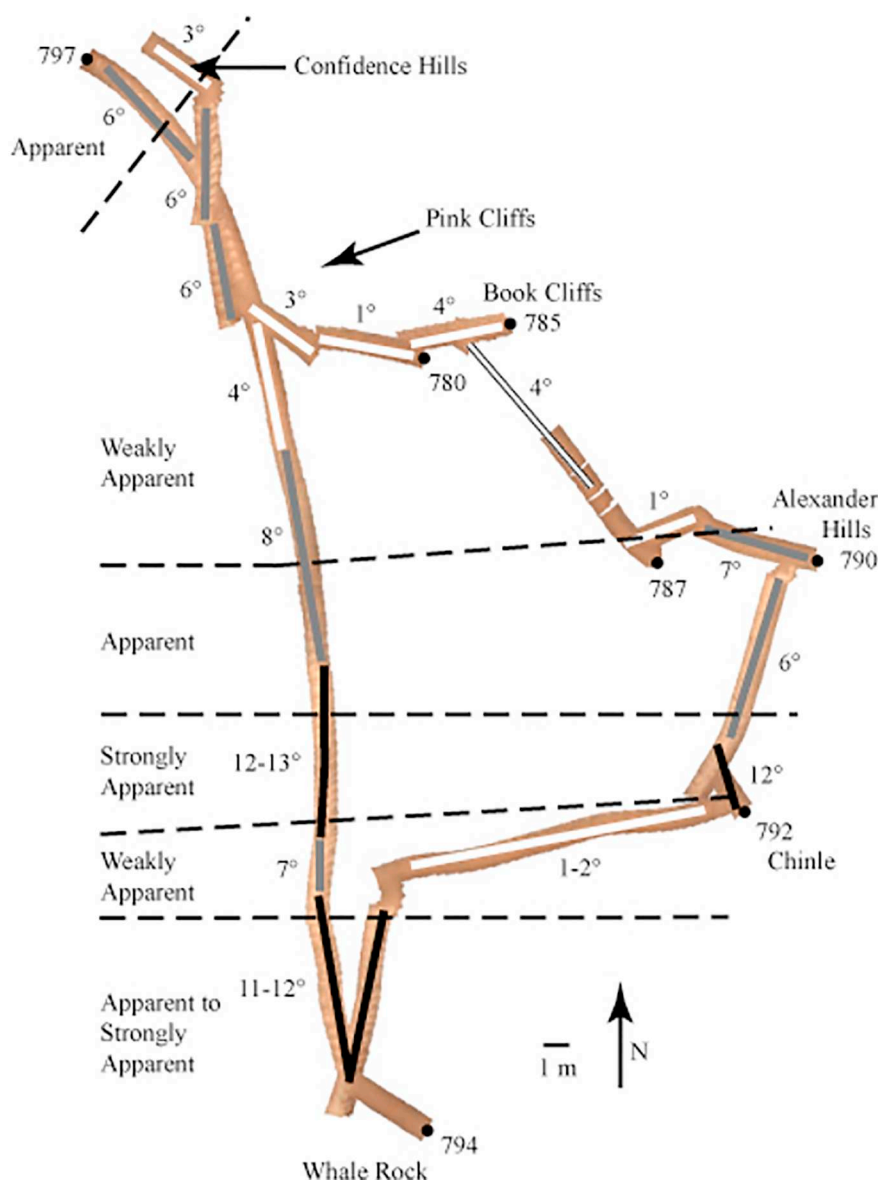 3°
797
Confidence Hills
6°
Apparent
6°
Pink Cliffs
6°
3°
1°
4°
Book Cliffs
785
780
4°
4°
Weakly
Apparent
1°
Alexander
Hills
8°
7°
790
787
Apparent
6°
Strongly
Apparent
12-13°
12°
792
Weakly
Apparent
7°
1-2°
Chinle
11-12°
Apparent to
Strongly
Apparent
1 m
N
794
Whale Rock